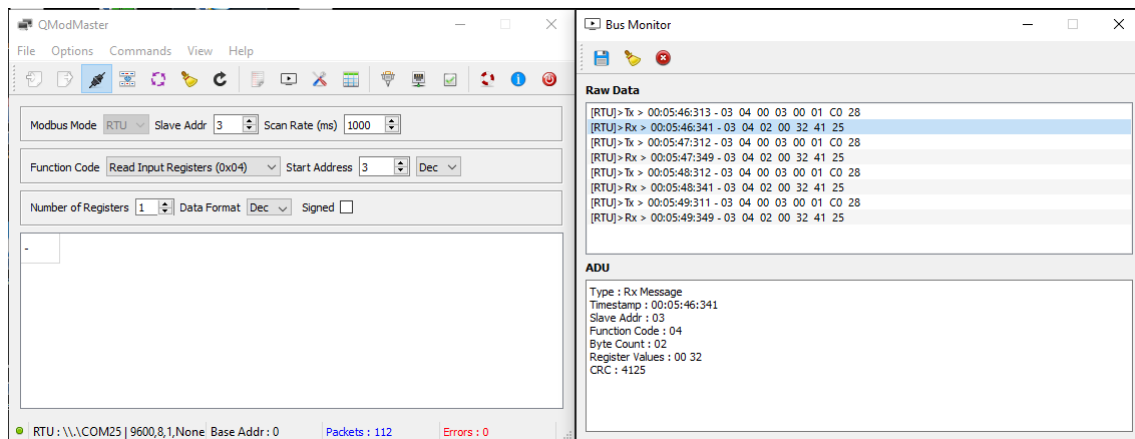 QModMaster
File Options Commands View Help
Modbus Mode RTU Slave Addr 3 Scan Rate (ms) 1000
Function Code Read Input Registers (0x04) Start Address 3 Dec
Number of Registers 1 Data Format Dec Signed
-
RTU : \\.\COM25 | 9600,8,1,None Base Addr : 0 Packets : 112 Errors : 0
Bus Monitor
Raw Data
[RTU]>Tx > 00:05:46:313 - 03 04 00 03 00 01 C0 28
[RTU]>Rx > 00:05:46:341 - 03 04 02 00 32 41 25
[RTU]>Tx > 00:05:47:312 - 03 04 00 03 00 01 C0 28
[RTU]>Rx > 00:05:47:349 - 03 04 02 00 32 41 25
[RTU]>Tx > 00:05:48:312 - 03 04 00 03 00 01 C0 28
[RTU]>Rx > 00:05:48:341 - 03 04 02 00 32 41 25
[RTU]>Tx > 00:05:49:311 - 03 04 00 03 00 01 C0 28
[RTU]>Rx > 00:05:49:349 - 03 04 02 00 32 41 25
ADU
Type : Rx Message
Timestamp : 00:05:46:341
Slave Addr : 03
Function Code : 04
Byte Count : 02
Register Values : 00 32
CRC : 4125